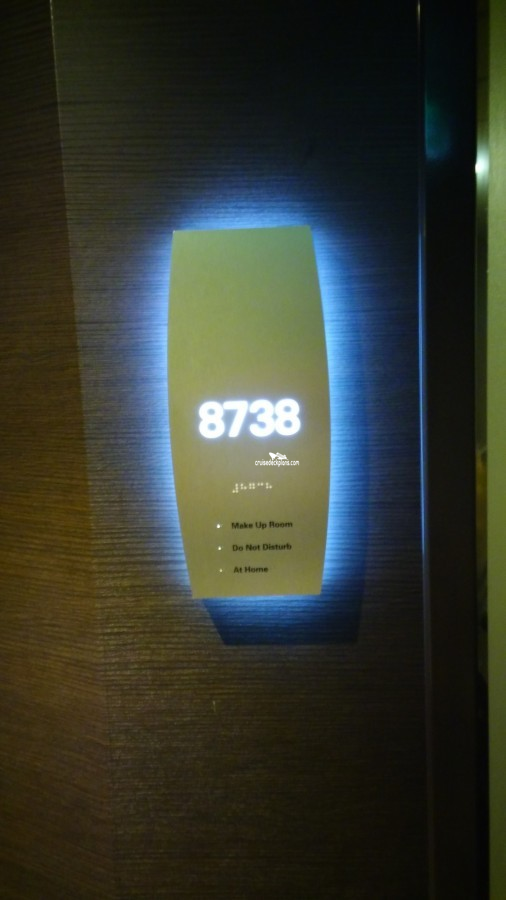 8738
cruisedeckplans.com
Make Up Room
Do Not Disturb
At Home